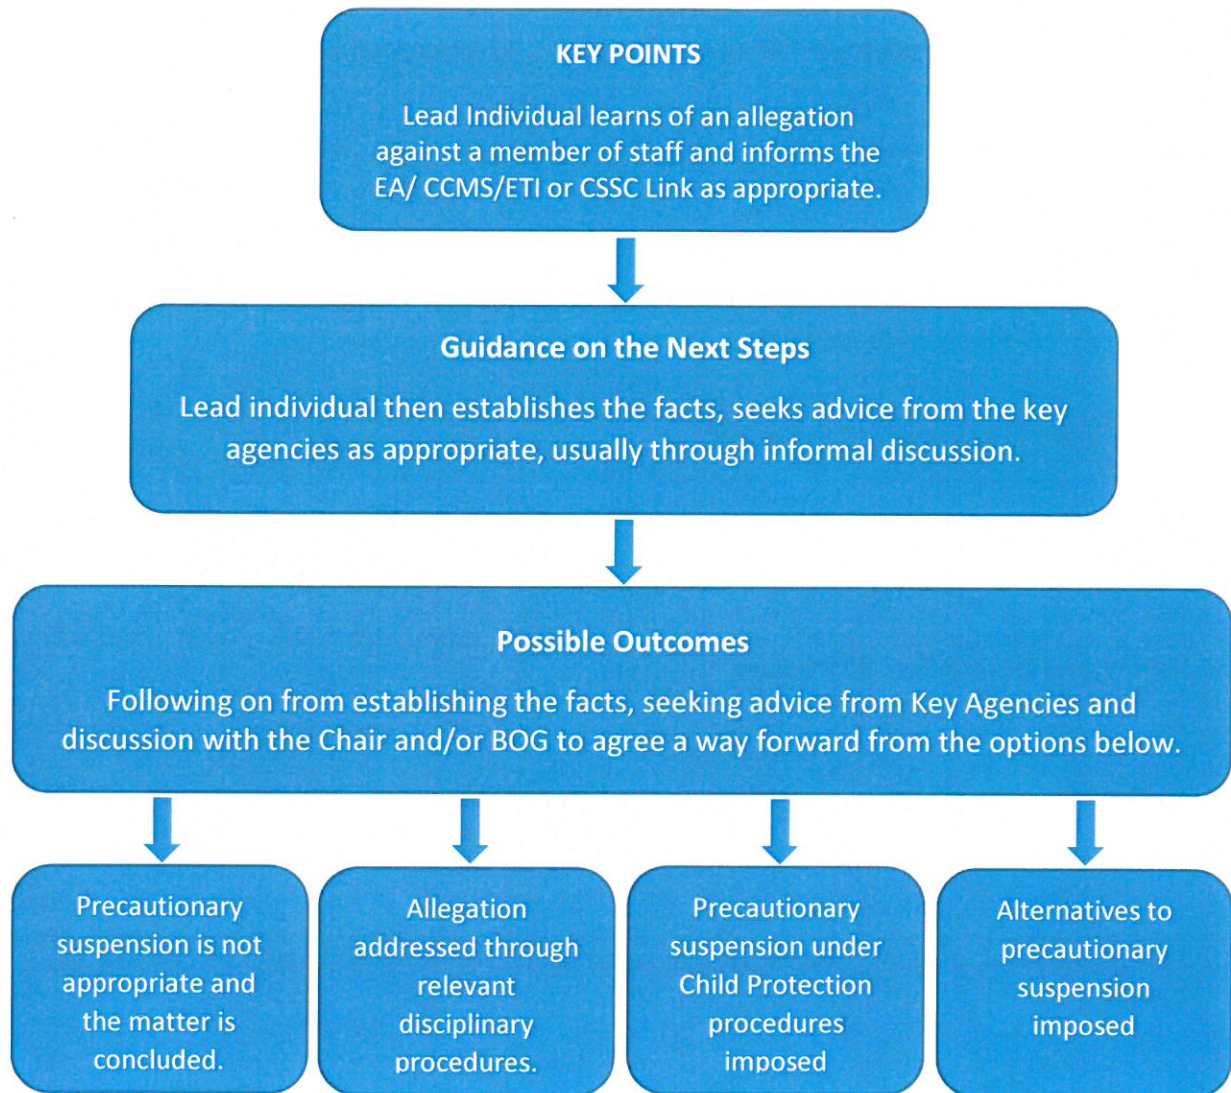 KEY POINTS
Lead Individual learns of an allegation
against a member of staff and informs the
EA/ CCMS/ETI or CSSC Link as appropriate.
Guidance on the Next Steps
Lead individual then establishes the facts, seeks advice from the key
agencies as appropriate, usually through informal discussion.
Possible Outcomes
Following on from establishing the facts, seeking advice from Key Agencies and
discussion with the Chair and/or BOG to agree a way forward from the options below.
Precautionary
suspension is not
appropriate and
the matter is
concluded.
Allegation
addressed through
relevant
disciplinary
procedures.
Precautionary
suspension under
Child Protection
procedures
imposed
Alternatives to
precautionary
suspension
imposed